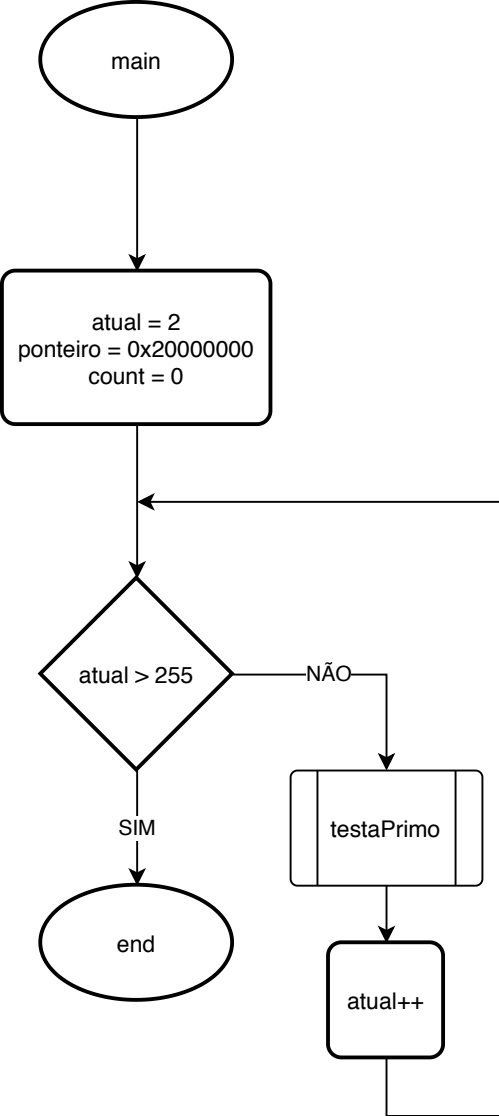 main
atual = 2
ponteiro = 0x20000000
count = 0
atual > 255
NÃO
testaPrimo
SIM
end
atual++